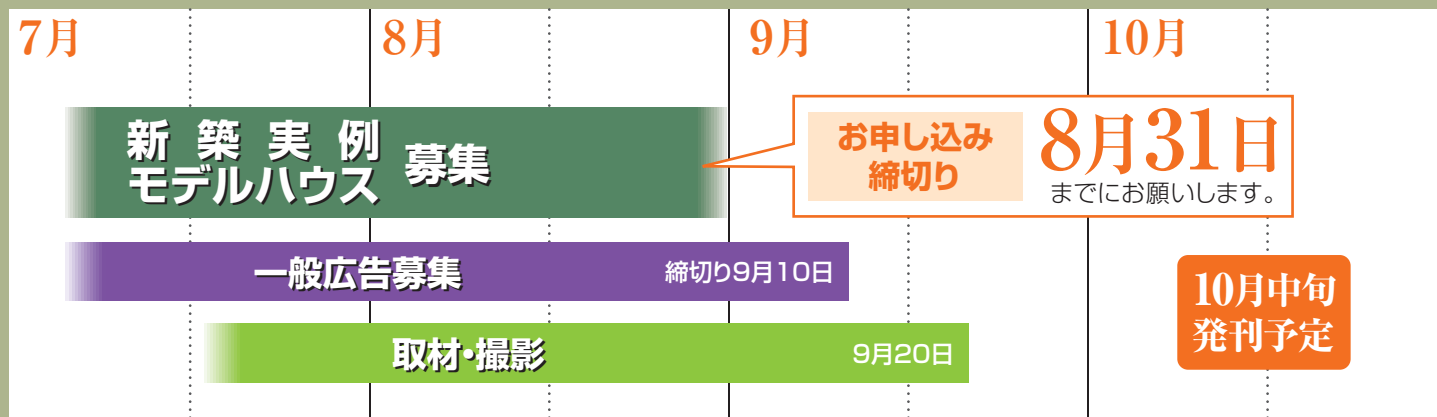 7月
8月
9月
10月
新築実例
モデルハウス
募集
お申し込み
締切り
8月31日
までにお願いします。
一般広告募集
締切り9月10日
取材・撮影
9月20日
10月中旬
発刊予定